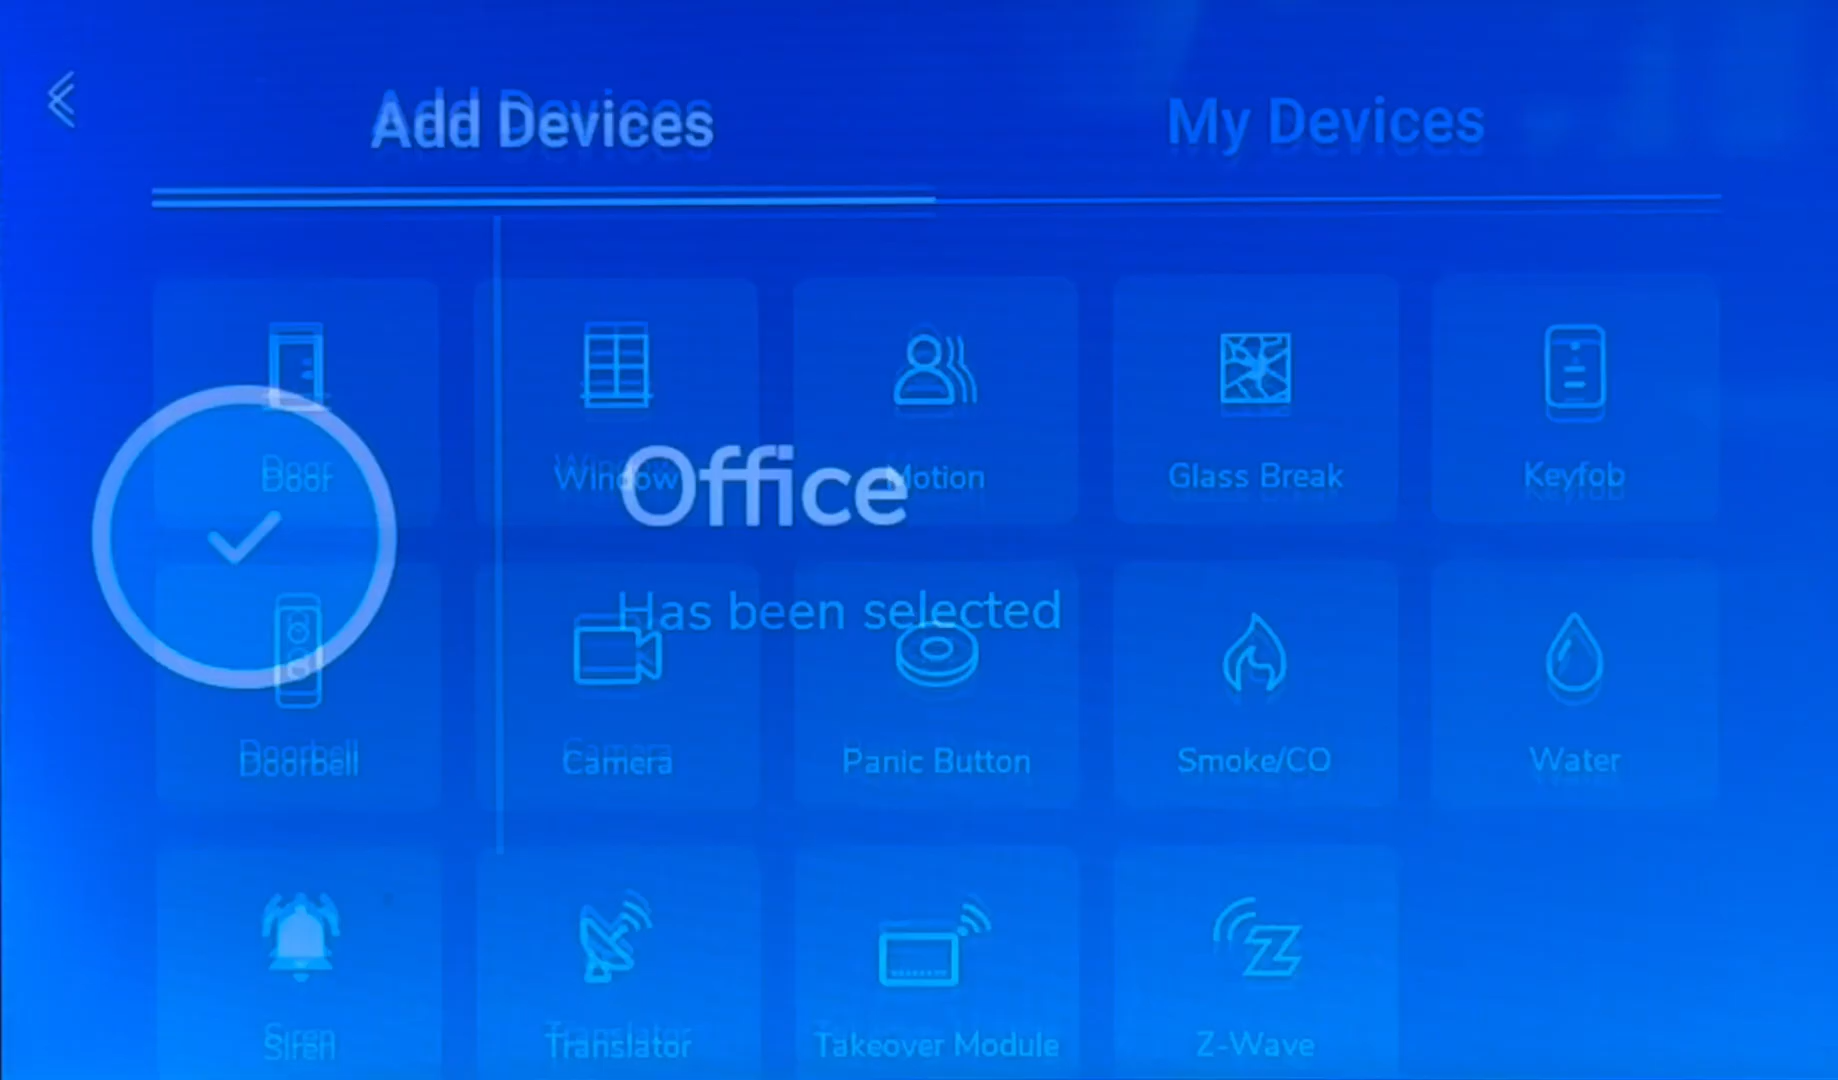 Add Devices
My Devices
Door
Window
Motion
Glass Break
Keyfob
Office
Has been selected
Doorbell
Camera
Panic Button
Smoke/CO
Water
Siren
Translator
Takeover Module
Z-Wave